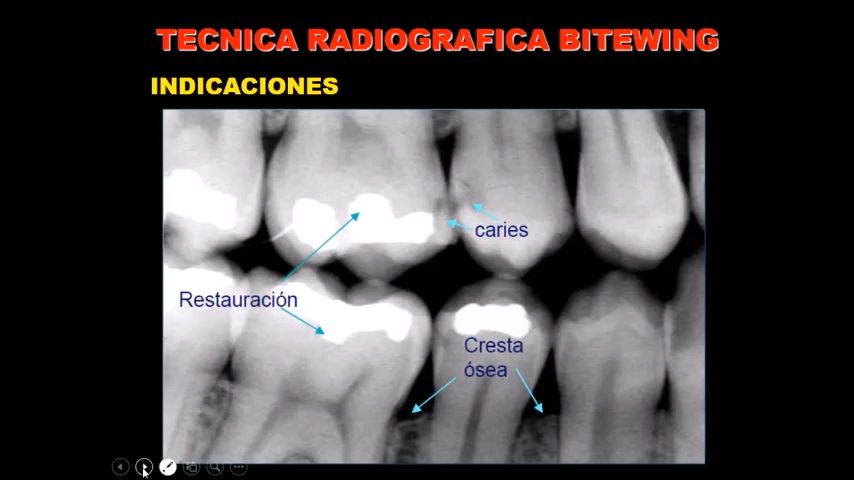 TECNICA RADIOGRAFICA BITEWING
INDICACIONES
caries
Restauración
Cresta
ósea